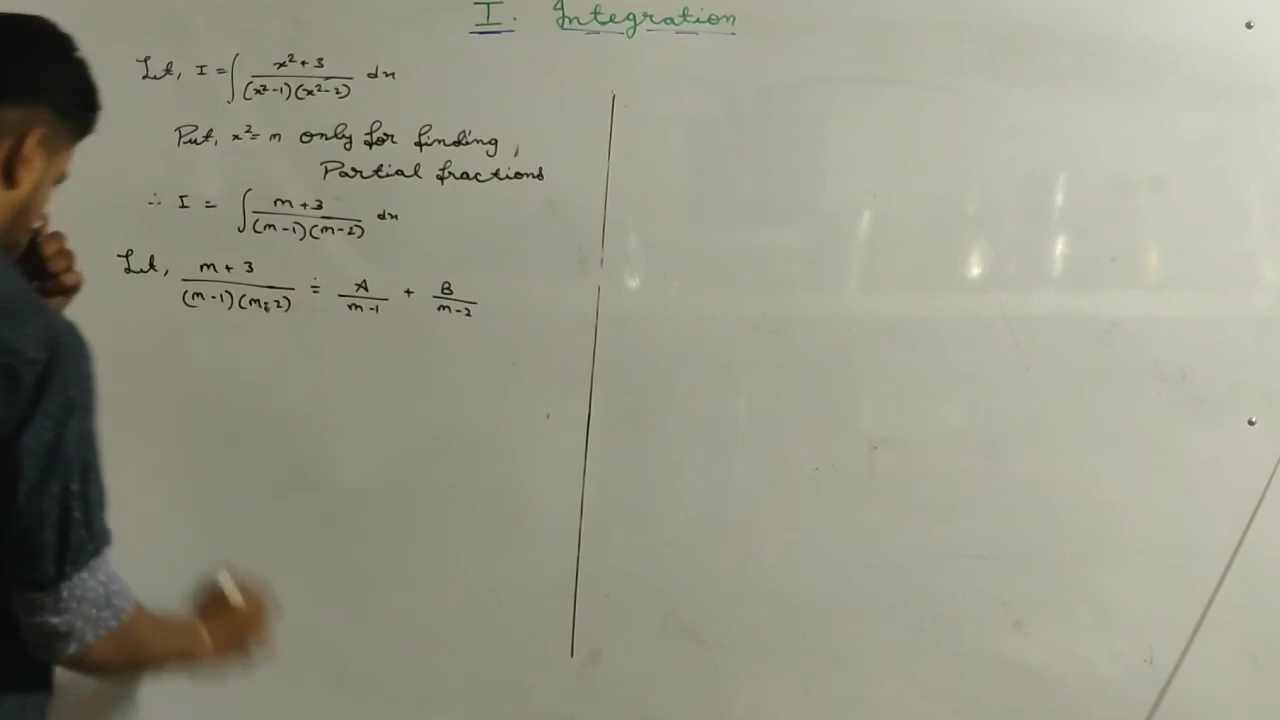 I. Integration
Let, I = ∫ (x²+3)/((x²-1)(x²-2)) dx
Put, x² = m only for finding,
Partial fractions
∴ I = ∫ (m+3)/((m-1)(m-2)) dx
Let, (m+3)/((m-1)(m-2)) = A/(m-1) + B/(m-2)